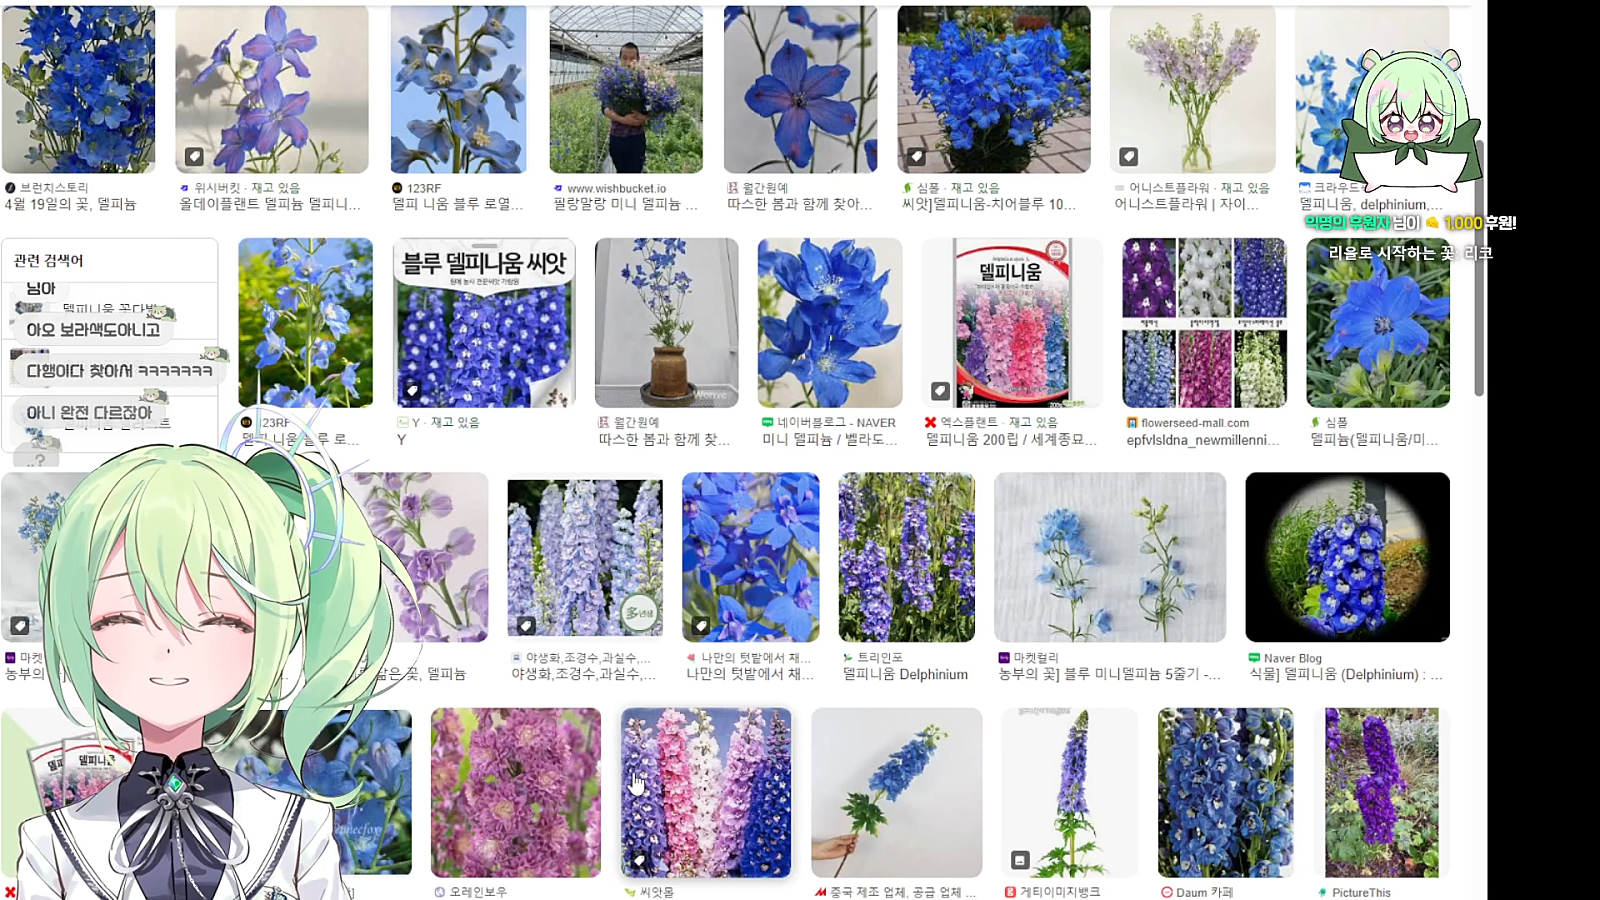 브런치스토리
4월 19일의 꽃, 델피늄
위시버킷 · 재고 있음
올데이플랜트 델피늄 델피니...
123RF
델피 니움 블루 로열...
www.wishbucket.io
필랑말랑 미니 델피늄 ...
월간원예
따스한 봄과 함께 찾아...
심폴 · 재고 있음
씨앗]델피니움-치어블루 10...
어니스트플라워 · 재고 있음
어니스트플라워 | 자이...
크라우드
델피늄, delphinium,...
익명의 후원자 님이 1,000 후원!
리율로 시작하는 꽃: 리코
관련 검색어
님아
델피니움 꽃다발
아오 보라색도아니고
다행이다 찾아서 ㅋㅋㅋㅋㅋㅋㅋ
아니 완전 다르잖아
..?
123RF
델피 니움 블루 로...
블루 델피니움 씨앗
Y · 재고 있음
Y
월간원예
따스한 봄과 함께 찾...
네이버블로그 - NAVER
미니 델피늄 / 벨라도...
델피니움
엑스플란트 · 재고 있음
델피니움 200립 / 세계종묘...
flowerseed-mall.com
epfvlsldna_newmillenni...
심폴
델피늄(델피니움/미...
마켓
농부의 꽃]
닮은 꽃, 델피늄
多년생
야생화,조경수,과실수,...
야생화,조경수,과실수,...
나만의 텃밭에서 채...
나만의 텃밭에서 채...
트리인포
델피니움 Delphinium
마켓컬리
농부의 꽃] 블루 미니델피늄 5줄기 -...
Naver Blog
식물] 델피니움 (Delphinium) : ...
델피니움
오레인보우
씨앗몰
중국 제조 업체, 공급 업체 ...
게티이미지뱅크
Daum 카페
PictureThis